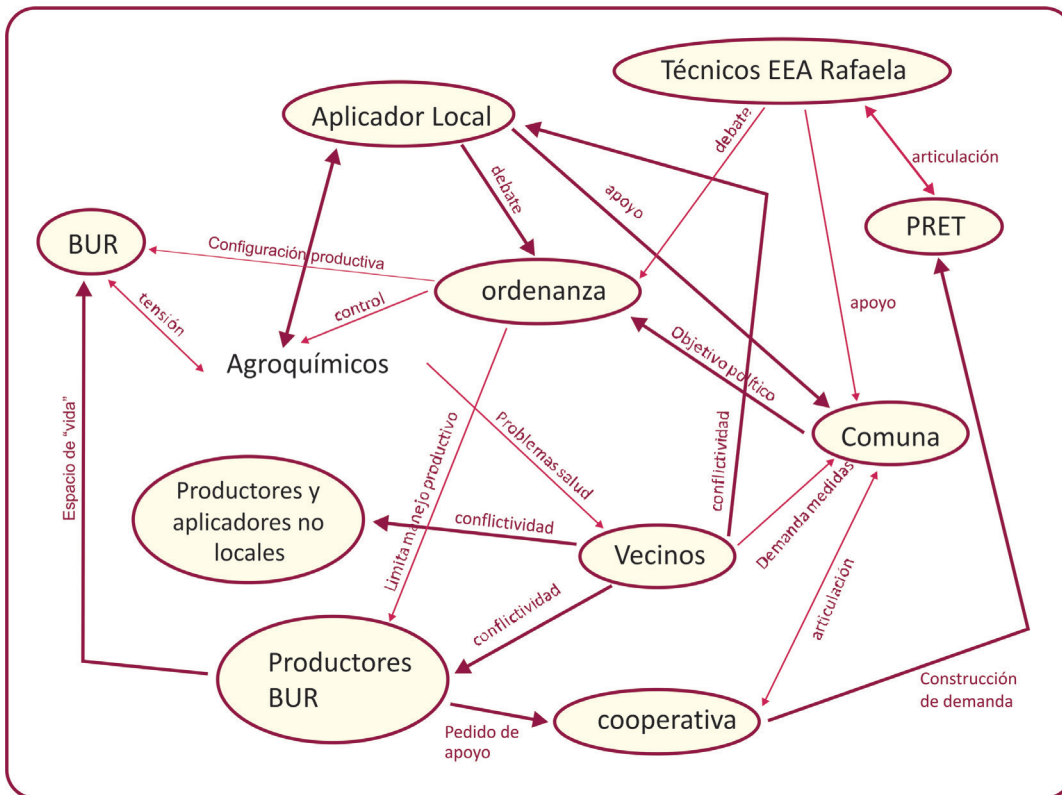 Técnicos EEA Rafaela
Aplicador Local
debate
articulación
debate
apoyo
PRET
BUR
Configuración productiva
ordenanza
tensión
control
apoyo
Agroquímicos
Objetivo político
Comuna
Espacio de “vida”
Limita manejo productivo
Problemas salud
conflictividad
Demanda medidas
Productores y
aplicadores no
locales
conflictividad
Vecinos
conflictividad
articulación
Productores
BUR
Construcción
de demanda
cooperativa
Pedido de
apoyo